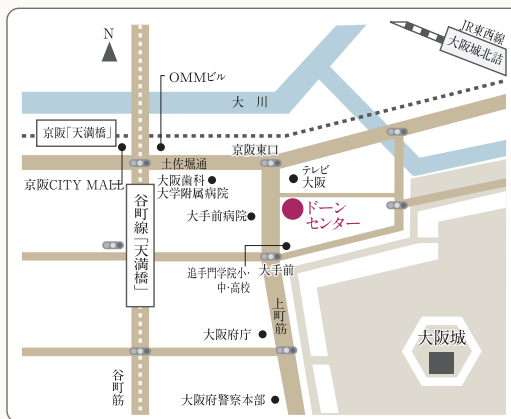 N
JR東西線
大阪城北詰
OMMビル
大川
京阪「天満橋」
京阪東口
土佐堀通
テレビ
大阪
京阪CITY MALL
大阪歯科
大学附属病院
谷町線「天満橋」
大手前病院
ドーン
センター
追手門学院小・
中・高校
大手前
上町筋
大阪城
大阪府庁
谷町筋
大阪府警察本部